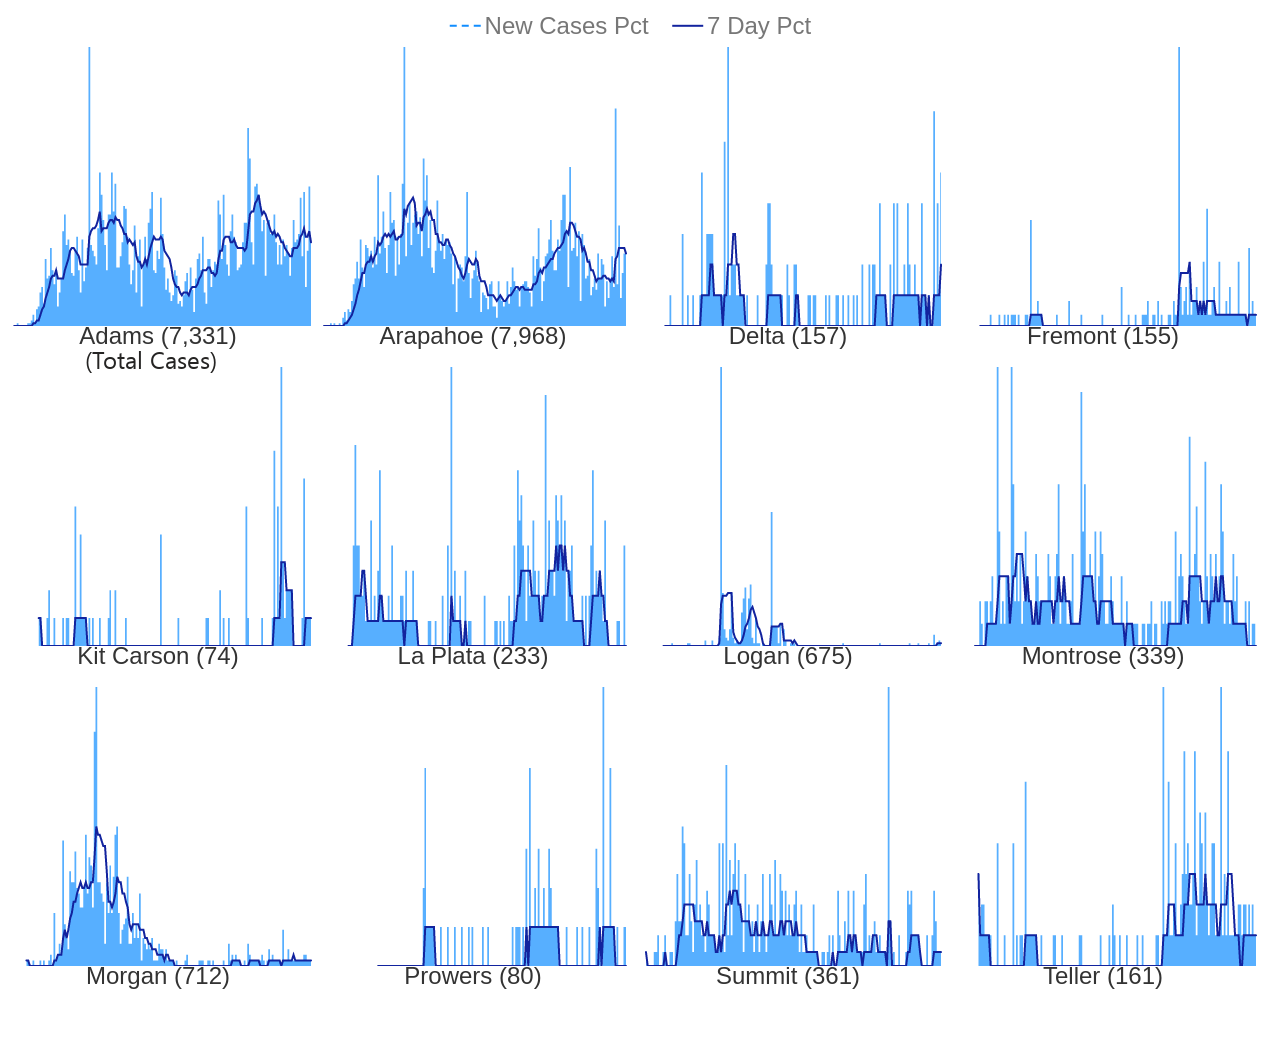 New Cases Pct 7 Day Pct
Adams (7,331) Arapahoe (7,968) Delta (157) Fremont (155)
(Total Cases)
Kit Carson (74) La Plata (233) Logan (675) Montrose (339)
Morgan (712) Prowers (80) Summit (361) Teller (161)